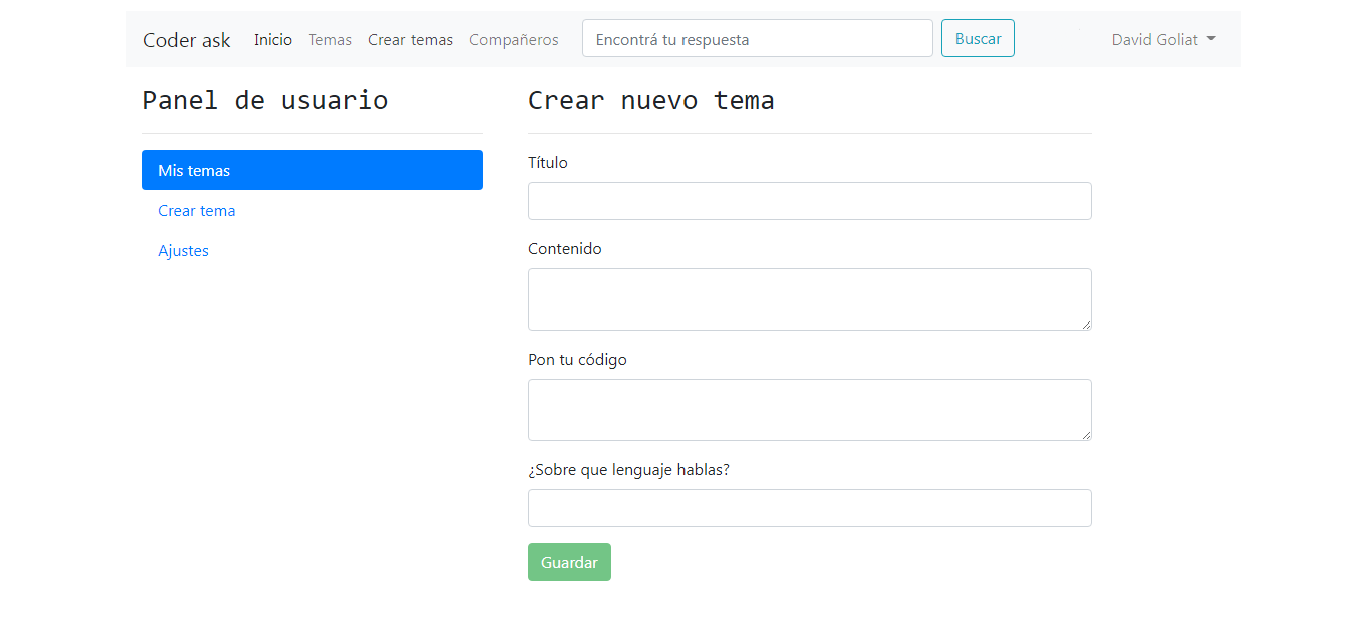 Coder ask Inicio Temas Crear temas Compañeros Encontrá tu respuesta Buscar David Goliat
Panel de usuario
Mis temas
Crear tema
Ajustes
Crear nuevo tema
Título
Contenido
Pon tu código
¿Sobre que lenguaje hablas?
Guardar